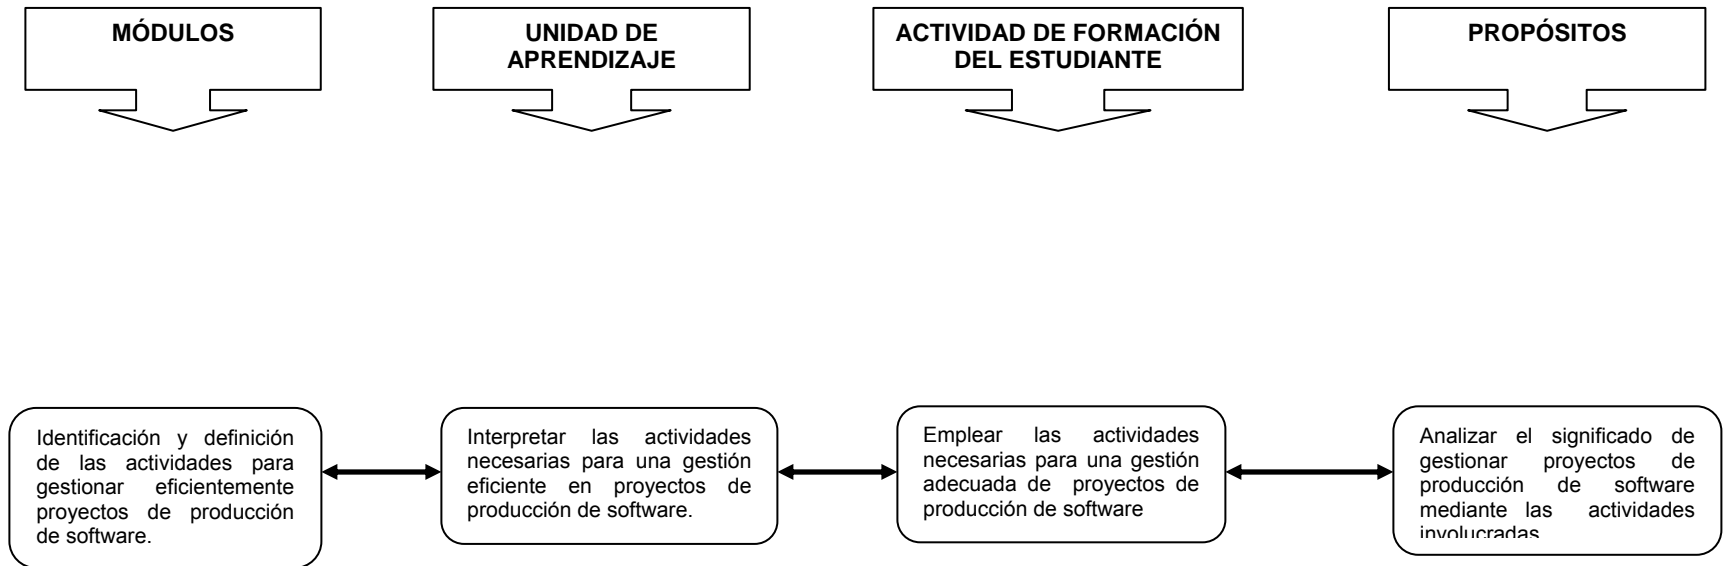 MÓDULOS
UNIDAD DE
APRENDIZAJE
ACTIVIDAD DE FORMACIÓN
DEL ESTUDIANTE
PROPÓSITOS
Identificación y definición
de las actividades para
gestionar eficientemente
proyectos de producción
de software.
Interpretar las actividades
necesarias para una gestión
eficiente en proyectos de
producción de software.
Emplear las actividades
necesarias para una gestión
adecuada de proyectos de
producción de software
Analizar el significado de
gestionar proyectos de
producción de software
mediante las actividades
involucradas